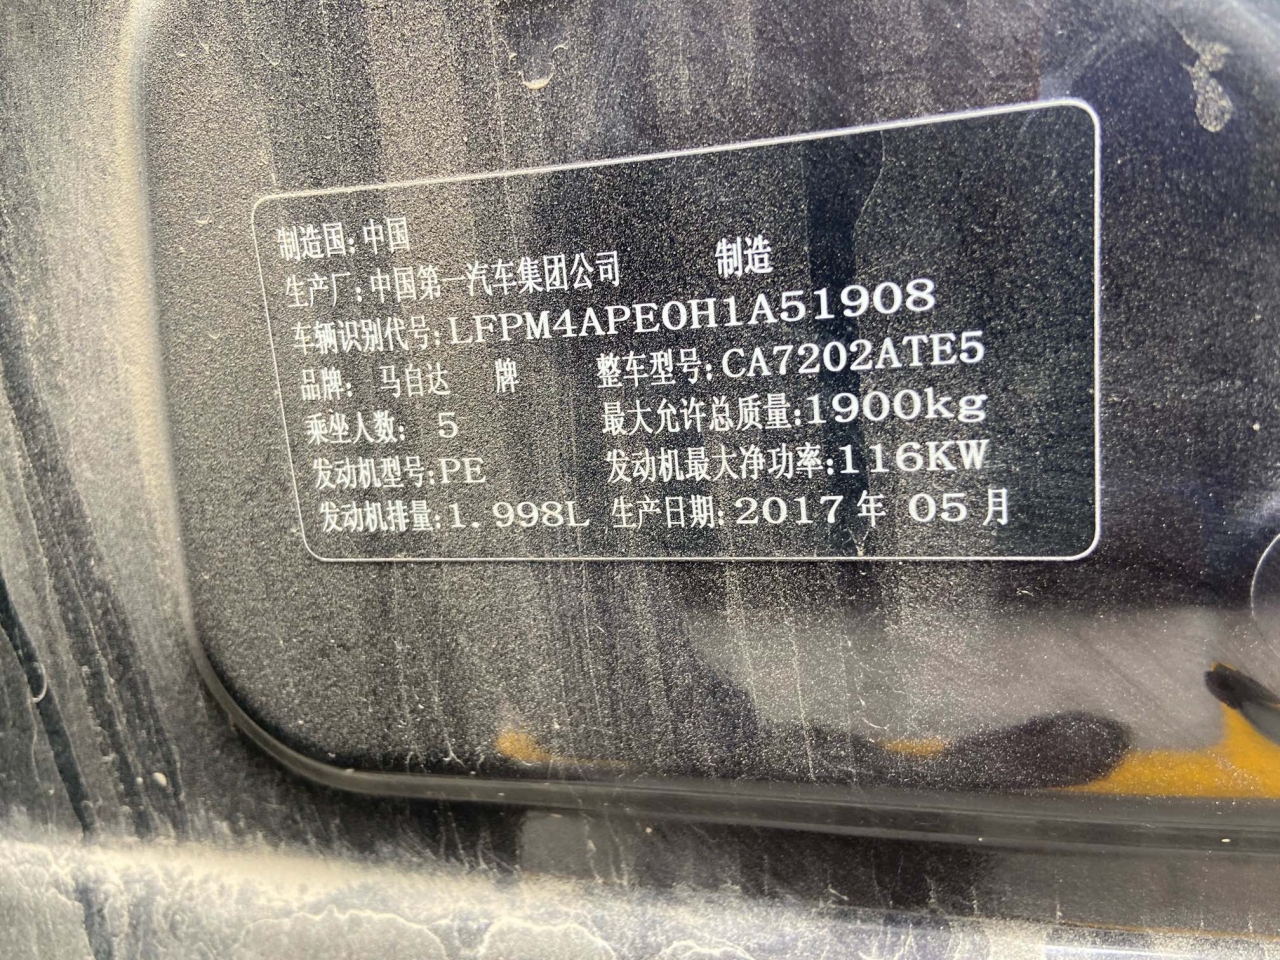 制造国:中国
生产厂:中国第一汽车集团公司 制造
车辆识别代号:LFPM4APE0H1A51908
品牌: 马自达 牌 整车型号:CA7202ATE5
乘坐人数: 5 最大允许总质量:1900kg
发动机型号:PE 发动机最大净功率:116KW
发动机排量:1.998L 生产日期:2017年 05月